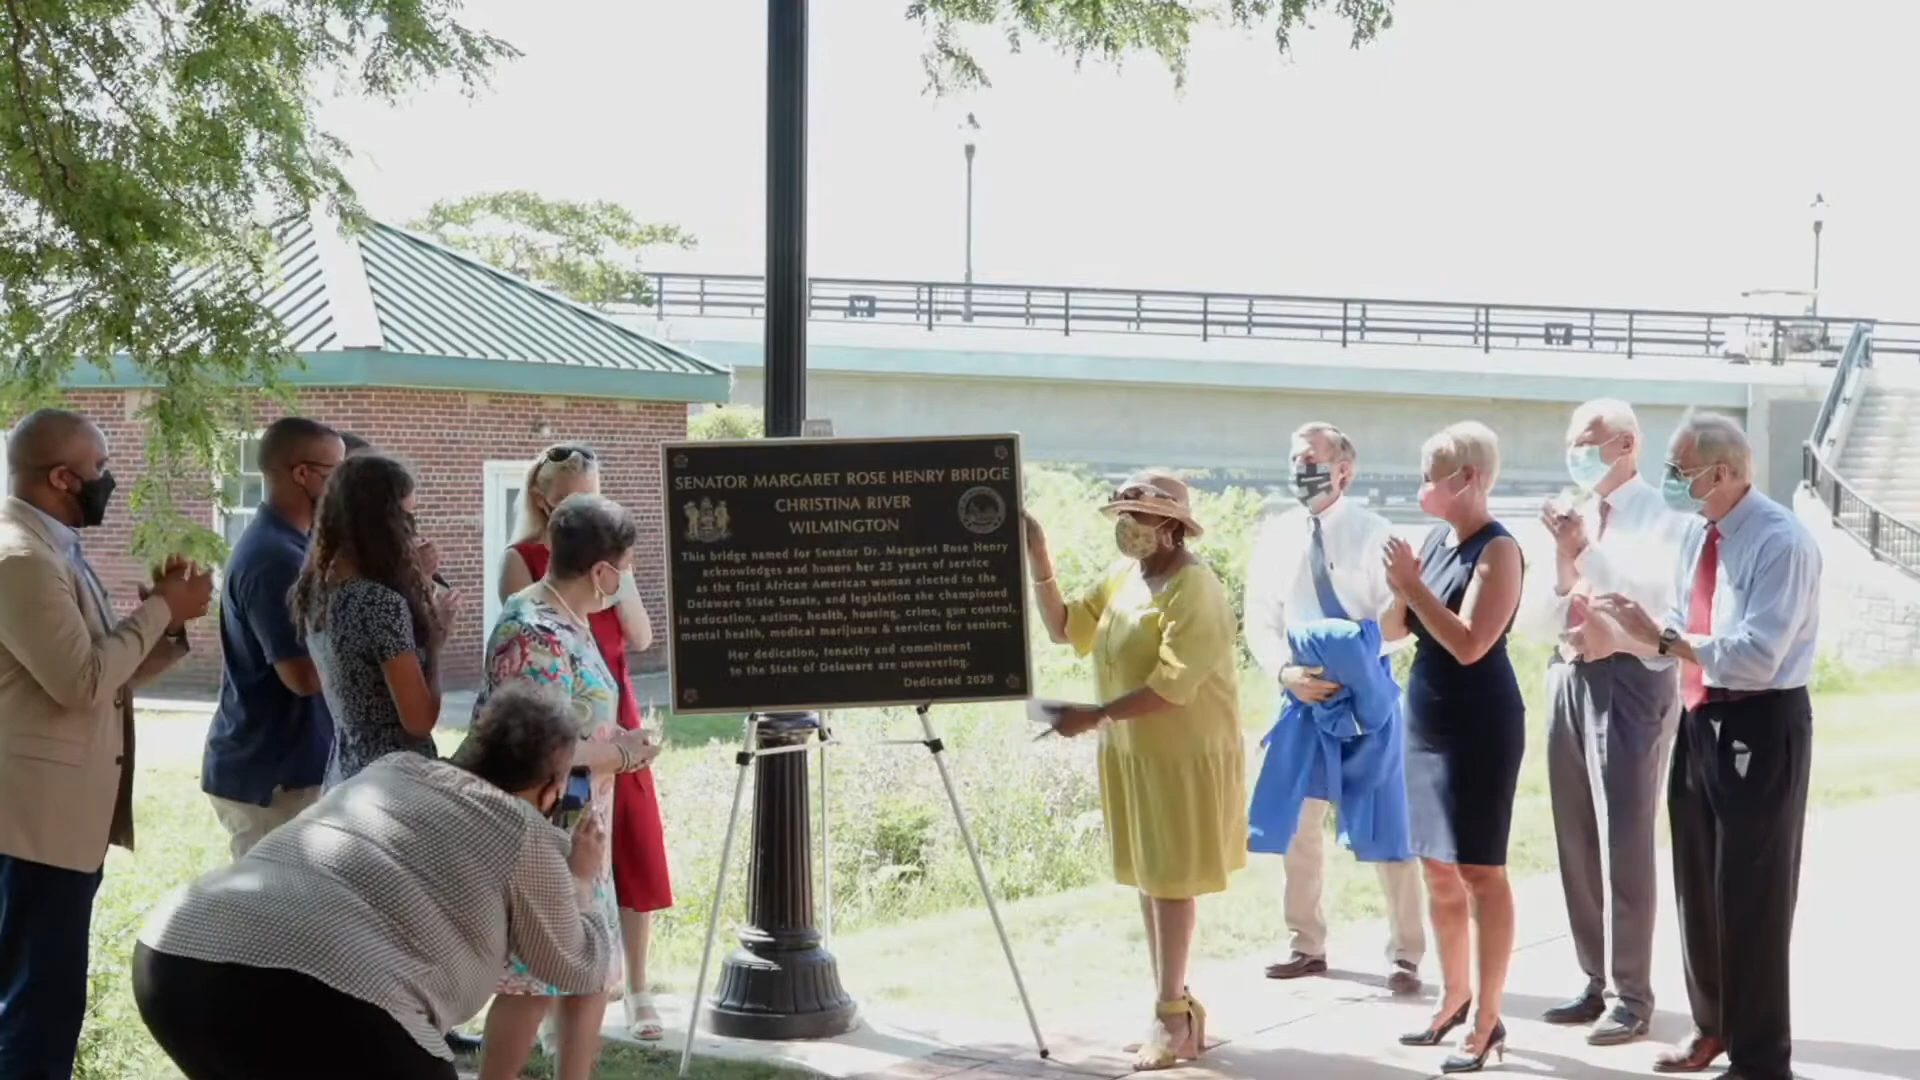 SENATOR MARGARET ROSE HENRY BRIDGE
CHRISTINA RIVER
WILMINGTON
This bridge named for Senator Dr. Margaret Rose Henry
acknowledges and honors her 25 years of service
as the first African American woman elected to the
Delaware State Senate, and legislation she championed
in education, autism, health, housing, crime, gun control,
mental health, medical marijuana & services for seniors.
Her dedication, tenacity and commitment
to the State of Delaware are unwavering.
Dedicated 2020